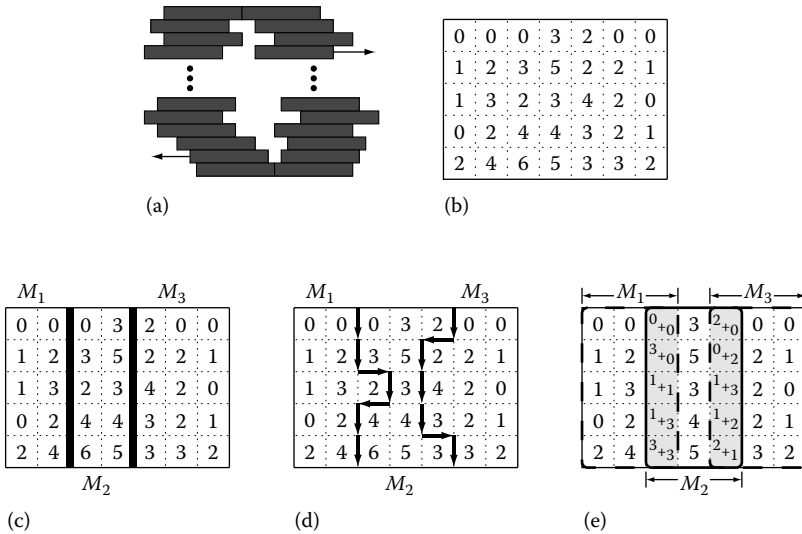 0 0 0 3 2 0 0
1 2 3 5 2 2 1
1 3 2 3 4 2 0
0 2 4 4 3 2 1
2 4 6 5 3 3 2
(a)
(b)
M1 M3
0 0 0 3 2 0 0
1 2 3 5 2 2 1
1 3 2 3 4 2 0
0 2 4 4 3 2 1
2 4 6 5 3 3 2
M2
(c)
M1 M3
0 0 0 3 2 0 0
1 2 3 5 2 2 1
1 3 2 3 4 2 0
0 2 4 4 3 2 1
2 4 6 5 3 3 2
M2
(d)
M1 M3
0 0 0+0 3 2+0 0 0
1 2 3+0 5 0+2 2 1
1 3 1+1 3 1+3 2 0
0 2 1+3 4 1+2 2 1
2 4 3+3 5 2+1 3 2
M2
(e)